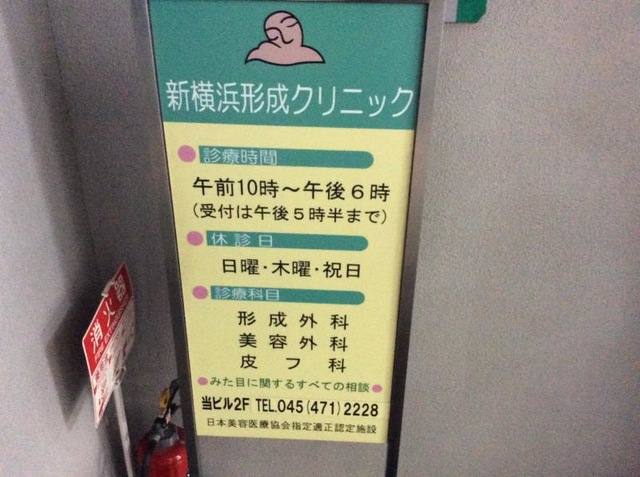 新横浜形成クリニック
診療時間
午前10時～午後6時
(受付は午後5時半まで)
休診日
日曜・木曜・祝日
診療科目
形成外科
美容外科
皮フ科
みた目に関するすべての相談
当ビル2F TEL.045(471)2228
日本美容医療協会指定適正認定施設
消火器